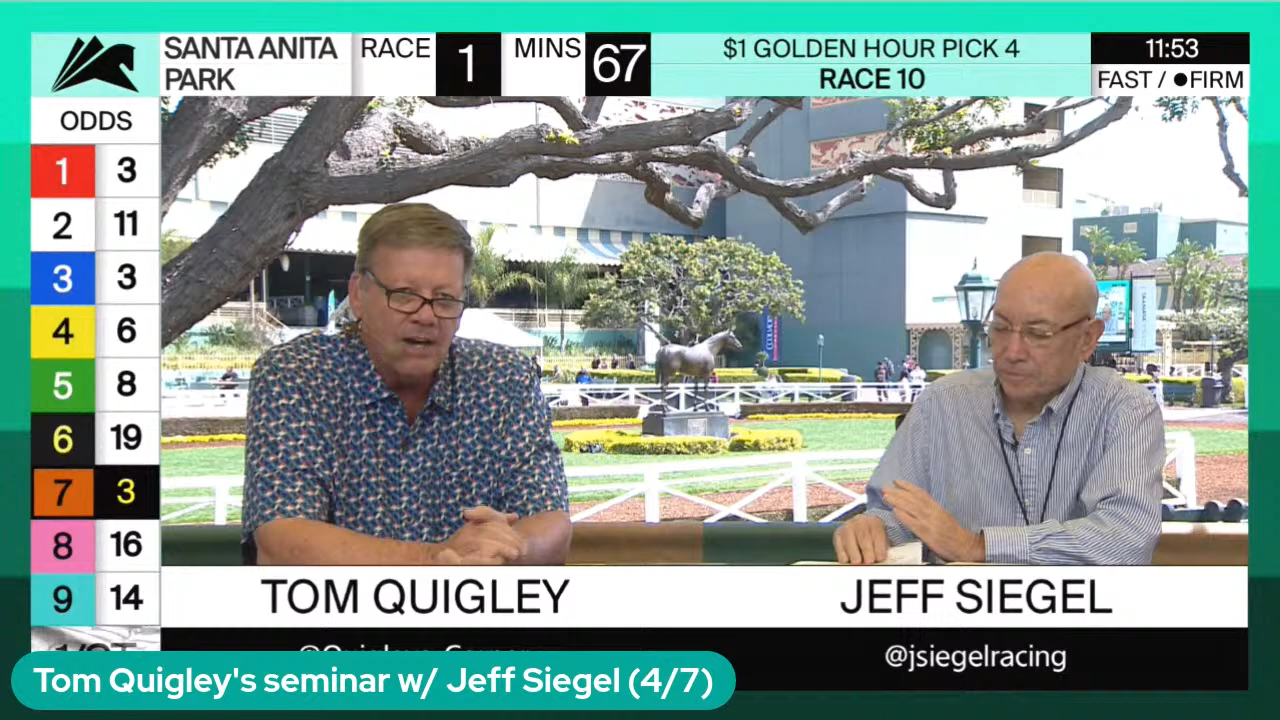 SANTA ANITA
PARK
RACE
1
MINS
67
$1 GOLDEN HOUR PICK 4
RACE 10
11:53
FAST / ●FIRM
ODDS
1 3
2 11
3 3
4 6
5 8
6 19
7 3
8 16
9 14
TOM QUIGLEY
JEFF SIEGEL
@jsiegelracing
Tom Quigley's seminar w/ Jeff Siegel (4/7)